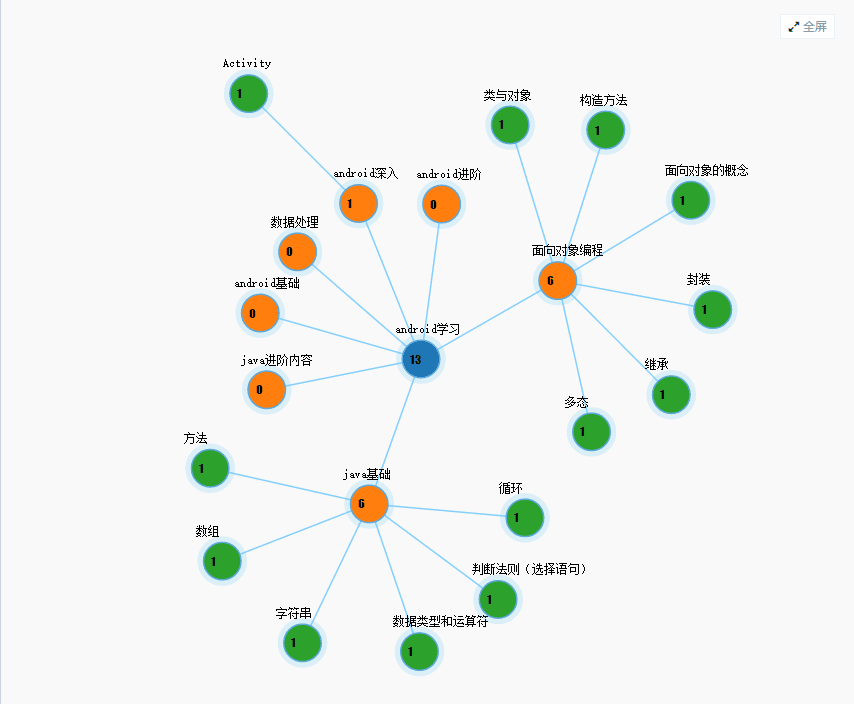 全屏
Activity
1
类与对象
1
构造方法
1
android深入
1
android进阶
0
面向对象的概念
1
数据处理
0
面向对象编程
6
android基础
0
封装
1
android学习
13
java进阶内容
0
继承
1
多态
1
方法
1
java基础
6
循环
1
数组
1
判断法则（选择语句）
1
字符串
1
数据类型和运算符
1